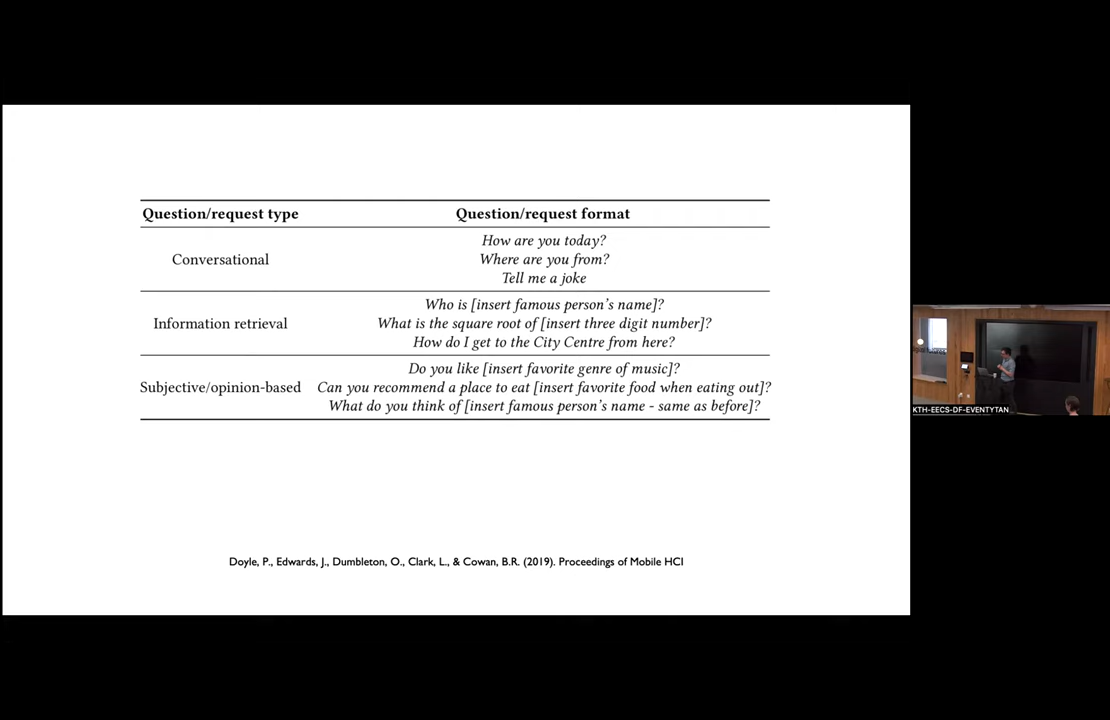 Question/request type Question/request format
Conversational
How are you today?
Where are you from?
Tell me a joke
Information retrieval
Who is [insert famous person's name]?
What is the square root of [insert three digit number]?
How do I get to the City Centre from here?
Subjective/opinion-based
Do you like [insert favorite genre of music]?
Can you recommend a place to eat [insert favorite food when eating out]?
What do you think of [insert famous person's name - same as before]?
KTH-EECS-DF-EVENTYTAN
Doyle, P., Edwards, J., Dumbleton, O., Clark, L., & Cowan, B.R. (2019). Proceedings of Mobile HCI